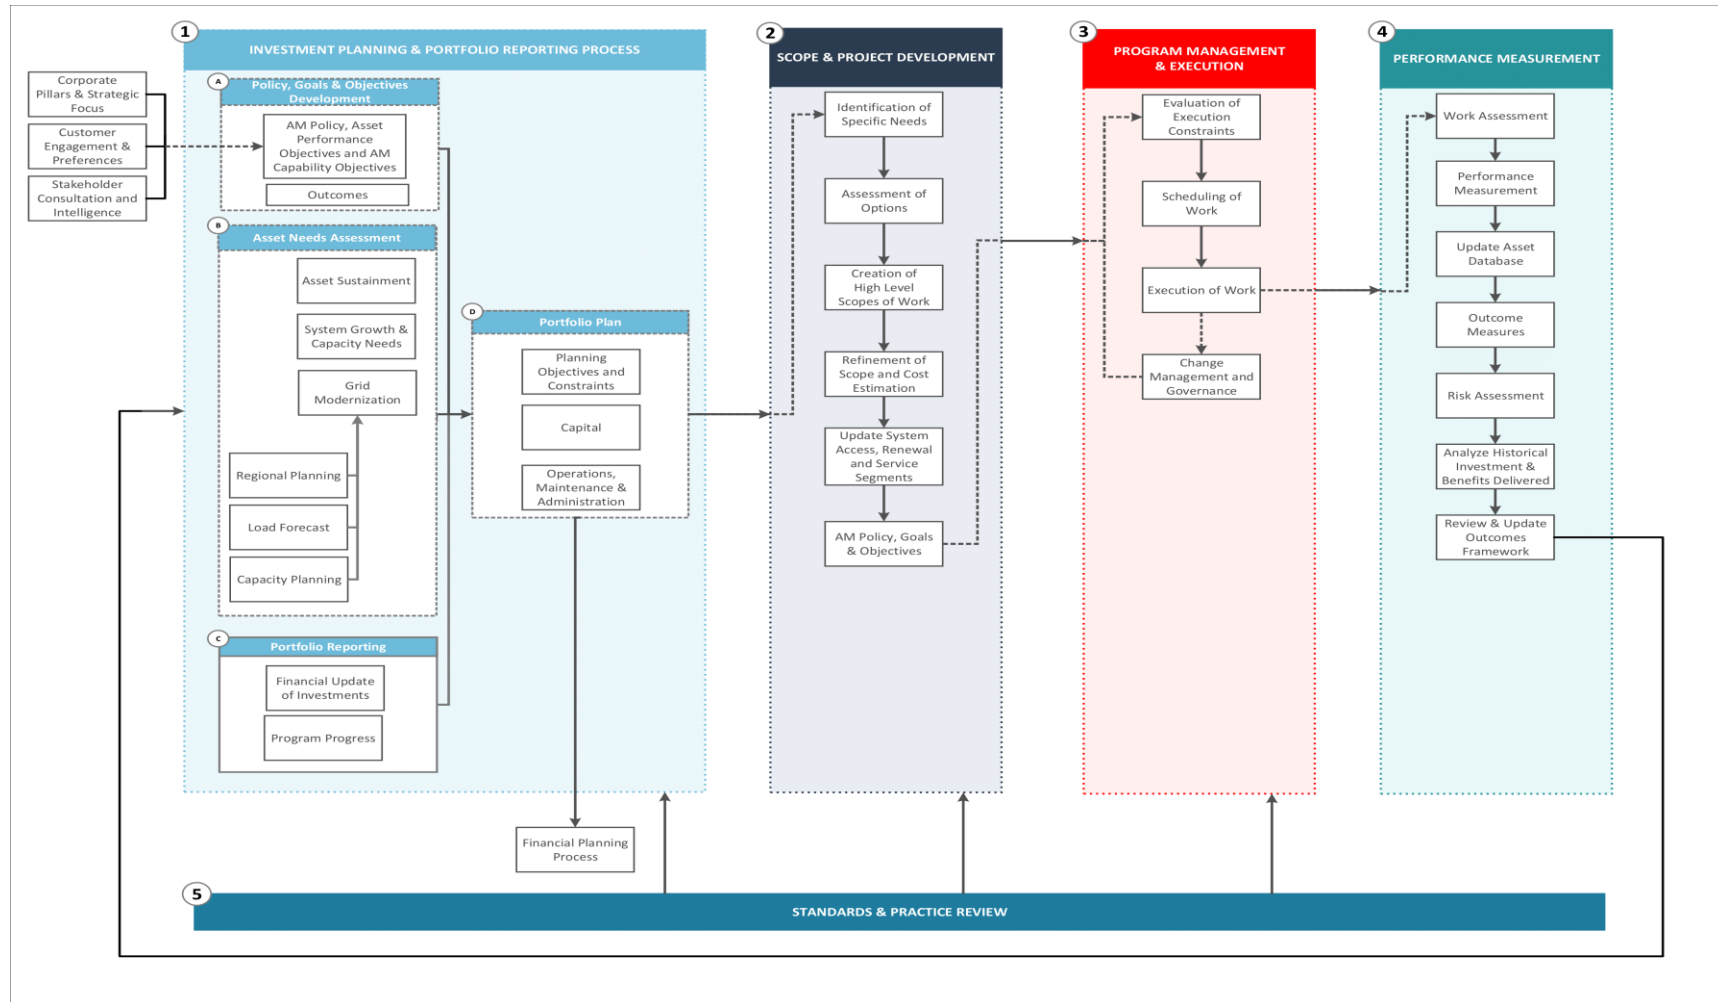 1
INVESTMENT PLANNING & PORTFOLIO REPORTING PROCESS
Corporate
Pillars & Strategic
Focus
Customer
Engagement &
Preferences
Stakeholder
Consultation and
Intelligence
A
Policy, Goals & Objectives
Development
AM Policy, Asset
Performance
Objectives and AM
Capability Objectives
Outcomes
B
Asset Needs Assessment
Asset Sustainment
System Growth &
Capacity Needs
Grid
Modernization
Regional Planning
Load Forecast
Capacity Planning
C
Portfolio Reporting
Financial Update
of Investments
Program Progress
D
Portfolio Plan
Planning
Objectives and
Constraints
Capital
Operations,
Maintenance &
Administration
Financial Planning
Process
2
SCOPE & PROJECT DEVELOPMENT
Identification of
Specific Needs
Assessment of
Options
Creation of
High Level
Scopes of Work
Refinement of
Scope and Cost
Estimation
Update System
Access, Renewal
and Service
Segments
AM Policy, Goals
& Objectives
3
PROGRAM MANAGEMENT
& EXECUTION
Evaluation of
Execution
Constraints
Scheduling of
Work
Execution of Work
Change
Management and
Governance
4
PERFORMANCE MEASUREMENT
Work Assessment
Performance
Measurement
Update Asset
Database
Outcome
Measures
Risk Assessment
Analyze Historical
Investment &
Benefits Delivered
Review & Update
Outcomes
Framework
5
STANDARDS & PRACTICE REVIEW